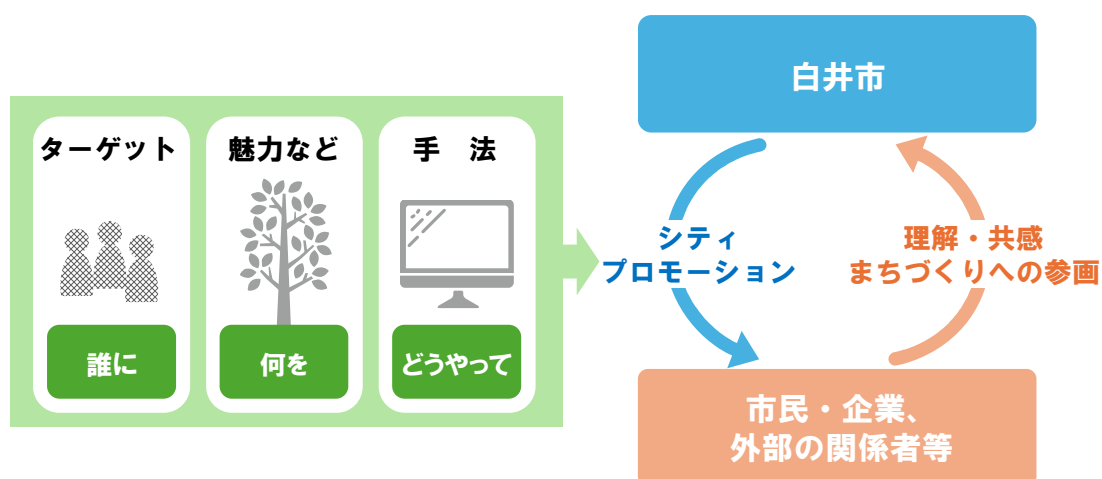 ターゲット
誰に
魅力など
何を
手　法
どうやって
白井市
シティ
プロモーション
理解・共感
まちづくりへの参画
市民・企業、
外部の関係者等